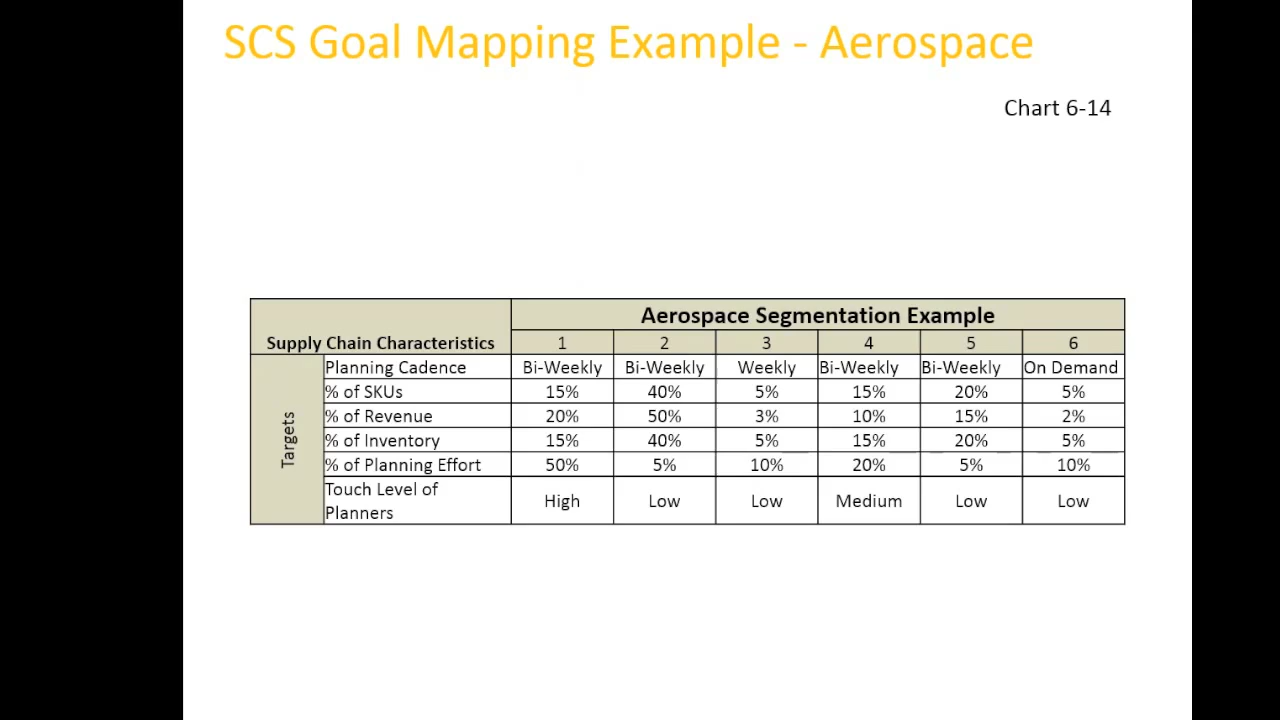 SCS Goal Mapping Example - Aerospace
Chart 6-14
Aerospace Segmentation Example
Supply Chain Characteristics 1 2 3 4 5 6
Targets
Planning Cadence Bi-Weekly Bi-Weekly Weekly Bi-Weekly Bi-Weekly On Demand
% of SKUs 15% 40% 5% 15% 20% 5%
% of Revenue 20% 50% 3% 10% 15% 2%
% of Inventory 15% 40% 5% 15% 20% 5%
% of Planning Effort 50% 5% 10% 20% 5% 10%
Touch Level of
Planners High Low Low Medium Low Low